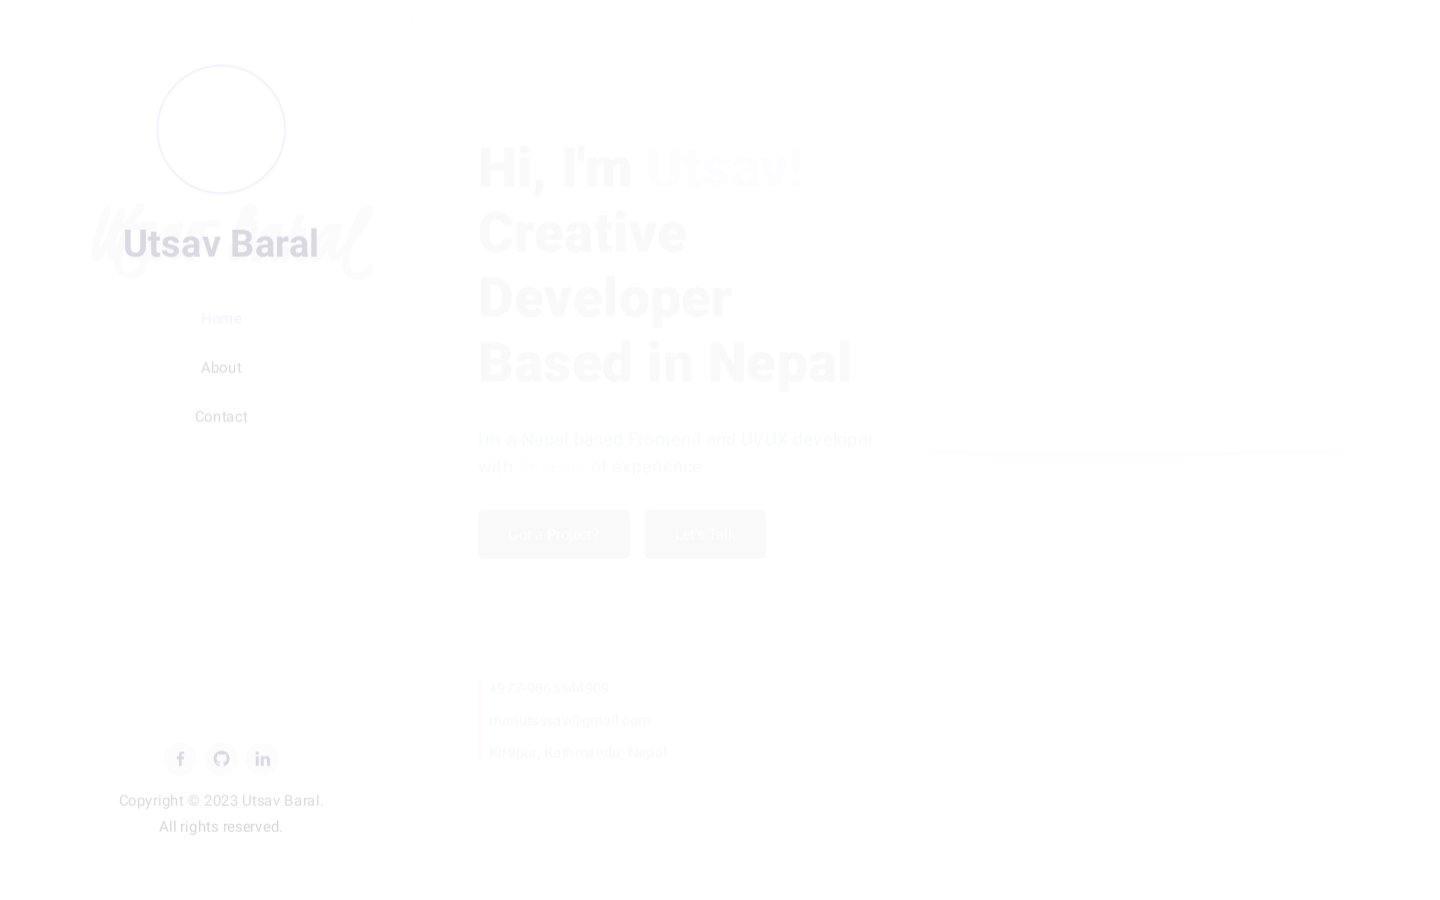 Utsav Baral
Utsav Baral
Home
About
Contact
Copyright © 2023 Utsav Baral.
All rights reserved.
Hi, I'm Utsav!
Creative
Developer
Based in Nepal
I'm a Nepal based Frontend and UI/UX developer
with of experience
Got a Project?
Let's Talk
+977-9863344909
@gmail.com
Kirtipur, Kathmandu, Nepal